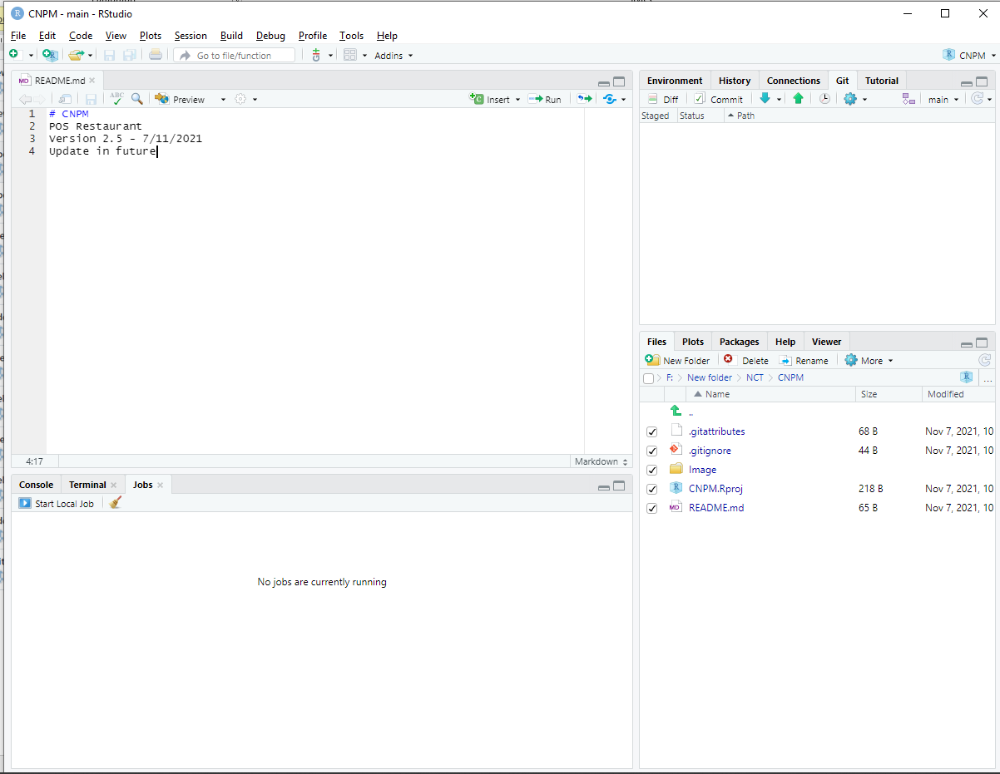 CNPM - main - RStudio
File Edit Code View Plots Session Build Debug Profile Tools Help
Go to file/function Addins CNPM
README.md
ABC Preview Insert Run
1 # CNPM
2 POS Restaurant
3 Version 2.5 - 7/11/2021
4 Update in future
4:17 Markdown
Console Terminal Jobs
Start Local Job
No jobs are currently running
Environment History Connections Git Tutorial
Diff Commit main
Staged Status Path
Files Plots Packages Help Viewer
New Folder Delete Rename More
F: New folder NCT CNPM ...
Name Size Modified
..
.gitattributes 68 B Nov 7, 2021, 10
.gitignore 44 B Nov 7, 2021, 10
Image
CNPM.Rproj 218 B Nov 7, 2021, 10
README.md 65 B Nov 7, 2021, 10